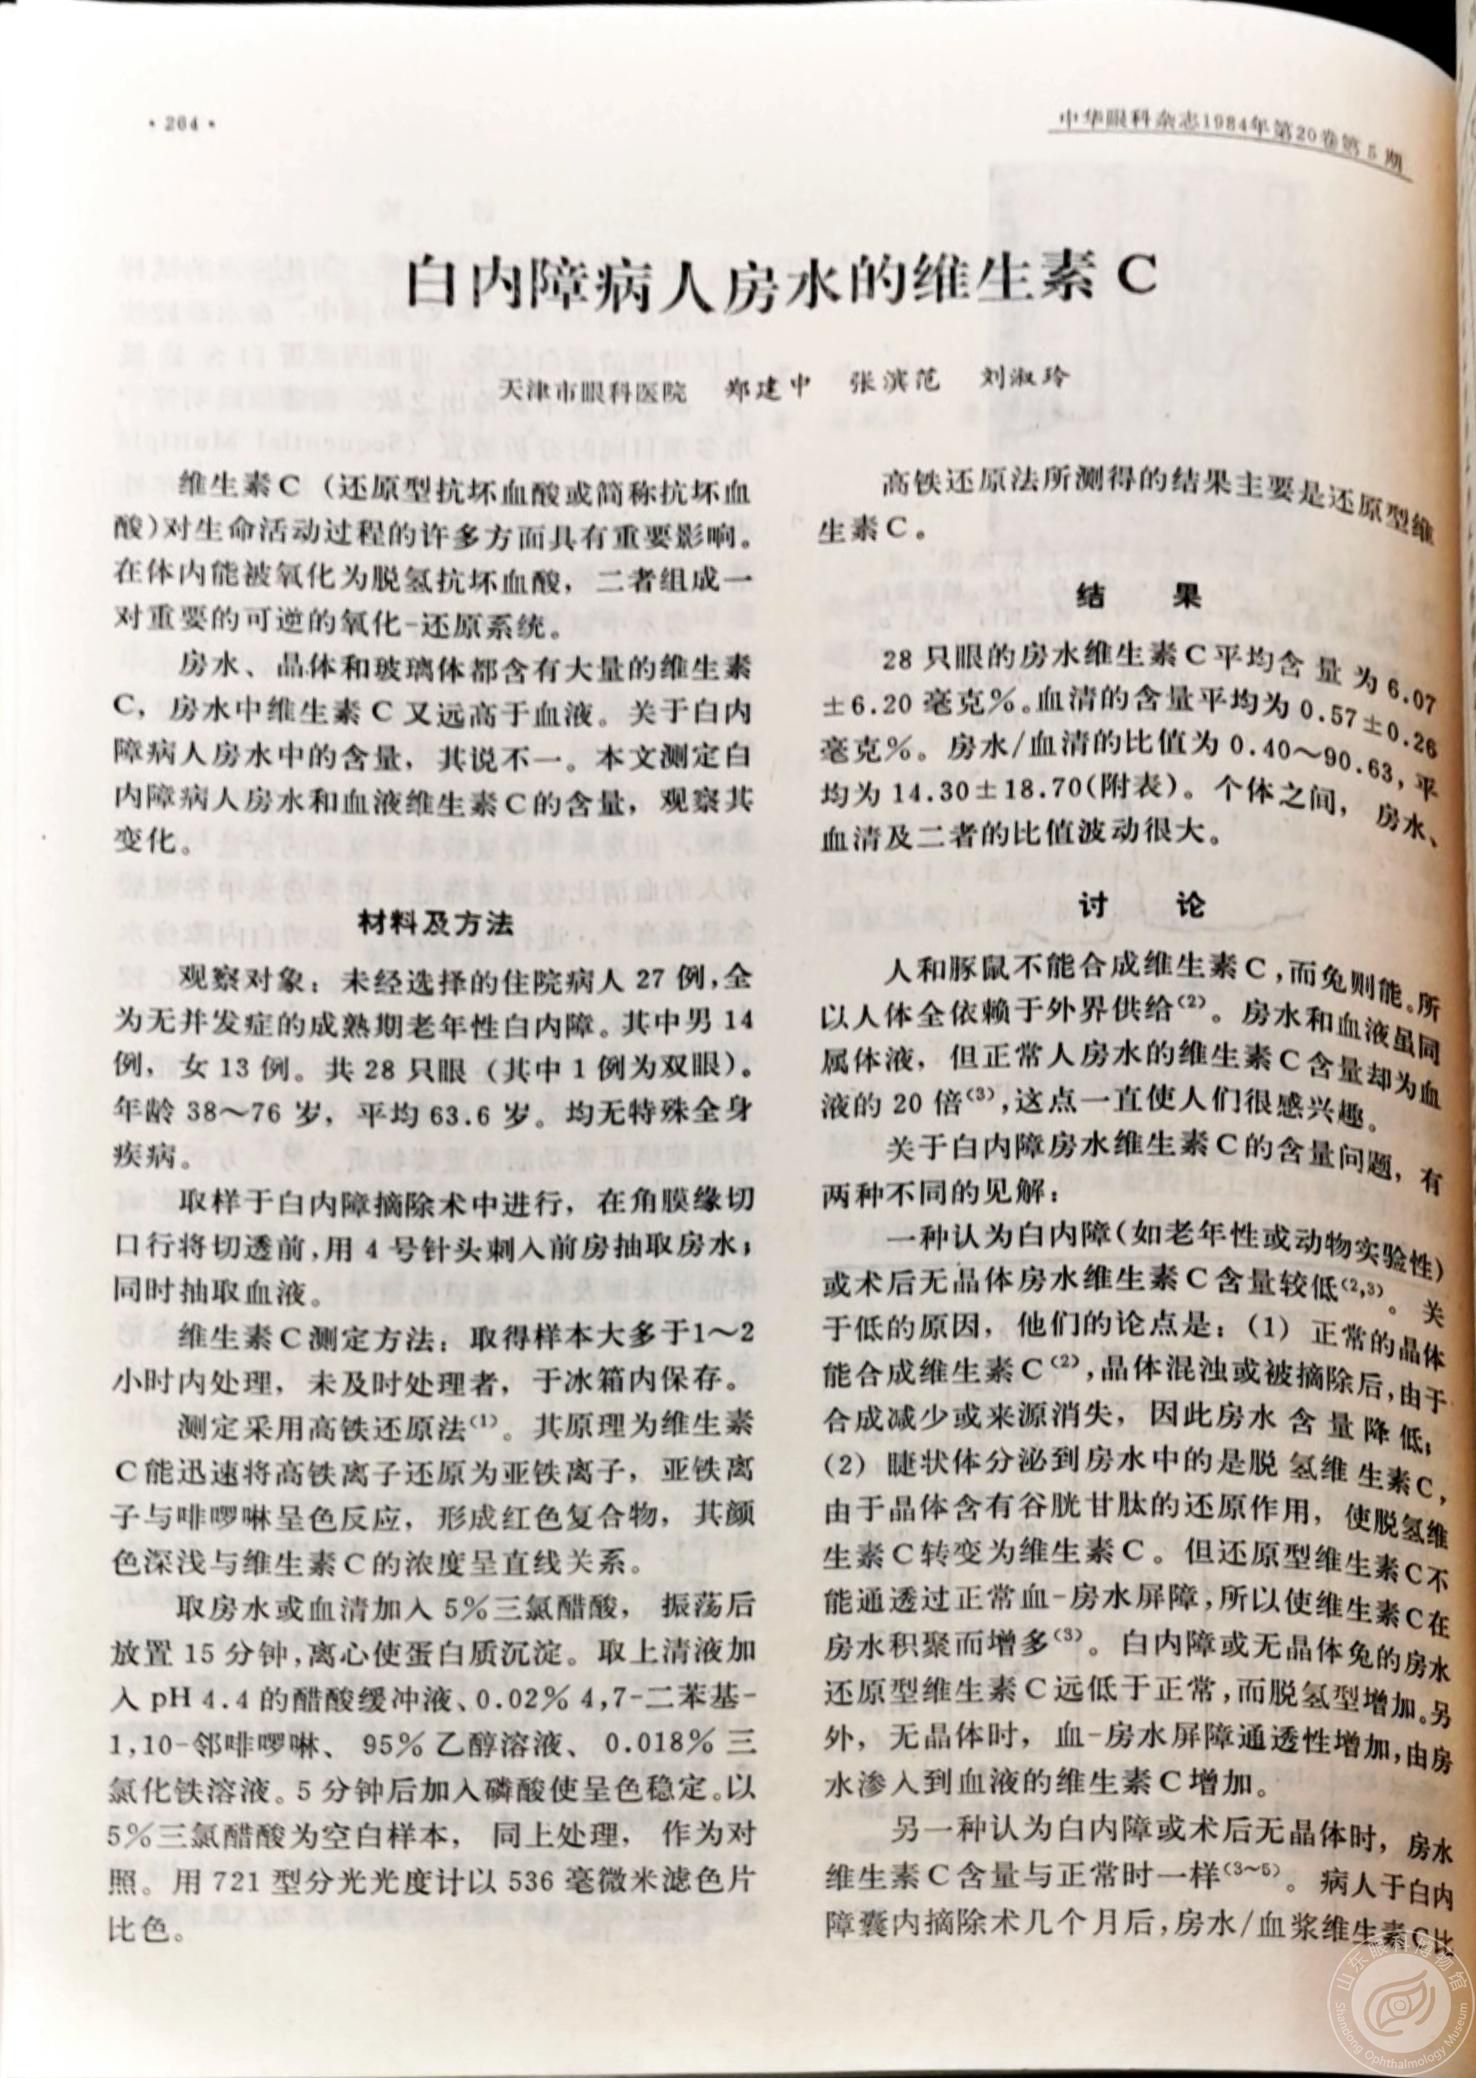 ·264·
中华眼科杂志1984年第20卷第5期
白内障病人房水的维生素C
天津市眼科医院 郑建中 张滨范 刘淑玲
维生素C（还原型抗坏血酸或简称抗坏血
酸)对生命活动过程的许多方面具有重要影响。
在体内能被氧化为脱氢抗坏血酸，二者组成一
对重要的可逆的氧化-还原系统。
房水、晶体和玻璃体都含有大量的维生素
C，房水中维生素C又远高于血液。关于白内
障病人房水中的含量，其说不一。本文测定白
内障病人房水和血液维生素C的含量，观察其
变化。
材料及方法
观察对象：未经选择的住院病人27例,全
为无并发症的成熟期老年性白内障。其中男14
例，女13例。共28只眼（其中1例为双眼）。
年龄38～76岁，平均63.6岁。均无特殊全身
疾病。
取样于白内障摘除术中进行，在角膜缘切
口行将切透前,用4号针头刺入前房抽取房水；
同时抽取血液。
维生素C测定方法：取得样本大多于1～2
小时内处理，未及时处理者，于冰箱内保存。
测定采用高铁还原法⁽¹⁾。其原理为维生素
C能迅速将高铁离子还原为亚铁离子，亚铁离
子与啡啰啉呈色反应，形成红色复合物，其颜
色深浅与维生素C的浓度呈直线关系。
取房水或血清加入5%三氯醋酸，振荡后
放置15分钟,离心使蛋白质沉淀。取上清液加
入pH 4.4的醋酸缓冲液、0.02% 4,7-二苯基-
1,10-邻啡啰啉、95%乙醇溶液、0.018%三
氯化铁溶液。5分钟后加入磷酸使呈色稳定。以
5%三氯醋酸为空白样本，同上处理，作为对
照。用721型分光光度计以536毫微米滤色片
比色。
高铁还原法所测得的结果主要是还原型维
生素C。
结 果
28只眼的房水维生素C平均含量为6.07
±6.20毫克%。血清的含量平均为0.57±0.26
毫克%。房水/血清的比值为0.40～90.63，平
均为14.30±18.70(附表)。个体之间，房水、
血清及二者的比值波动很大。
讨 论
人和豚鼠不能合成维生素C,而兔则能。所
以人体全依赖于外界供给⁽²⁾。房水和血液虽同
属体液，但正常人房水的维生素C含量却为血
液的20倍⁽³⁾,这点一直使人们很感兴趣。
关于白内障房水维生素C的含量问题，有
两种不同的见解：
一种认为白内障(如老年性或动物实验性)
或术后无晶体房水维生素C含量较低⁽²,³⁾。关
于低的原因，他们的论点是：(1) 正常的晶体
能合成维生素C⁽²⁾,晶体混浊或被摘除后,由于
合成减少或来源消失，因此房水含量降低；
(2) 睫状体分泌到房水中的是脱氢维生素C,
由于晶体含有谷胱甘肽的还原作用，使脱氢维
生素C转变为维生素C。但还原型维生素C不
能通透过正常血-房水屏障,所以使维生素C在
房水积聚而增多⁽³⁾。白内障或无晶体兔的房水
还原型维生素C远低于正常,而脱氢型增加。另
外，无晶体时，血-房水屏障通透性增加,由房
水渗入到血液的维生素C增加。
另一种认为白内障或术后无晶体时，房水
维生素C含量与正常时一样⁽³～⁵⁾。病人于白内
障囊内摘除术几个月后,房水/血浆维生素C比
山东眼科博物馆
Shandong Ophthalmology Museum